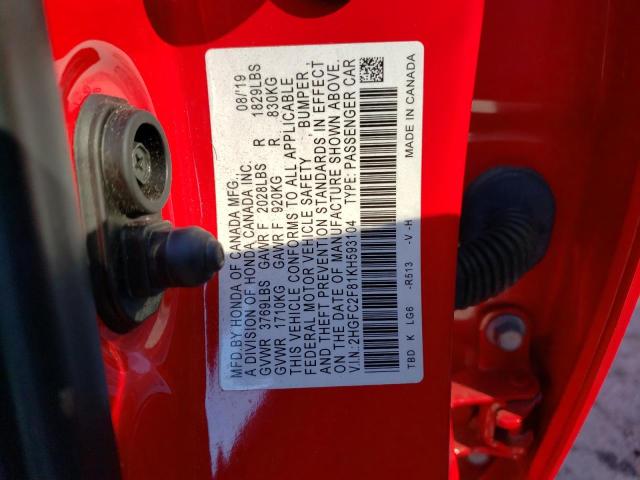 MFD. BY HONDA OF CANADA MFG., 08/19
A DIVISION OF HONDA CANADA INC.
GVWR 3769LBS GAWR F 2028LBS R 1829LBS
GVWR 1710KG GAWR F 920KG R 830KG
THIS VEHICLE CONFORMS TO ALL APPLICABLE
FEDERAL MOTOR VEHICLE SAFETY, BUMPER,
AND THEFT PREVENTION STANDARDS IN EFFECT
ON THE DATE OF MANUFACTURE SHOWN ABOVE.
V.I.N.: 2HGFC2F81KH593104 TYPE: PASSENGER CAR
TBD K LG6 -R513 -V -H MADE IN CANADA